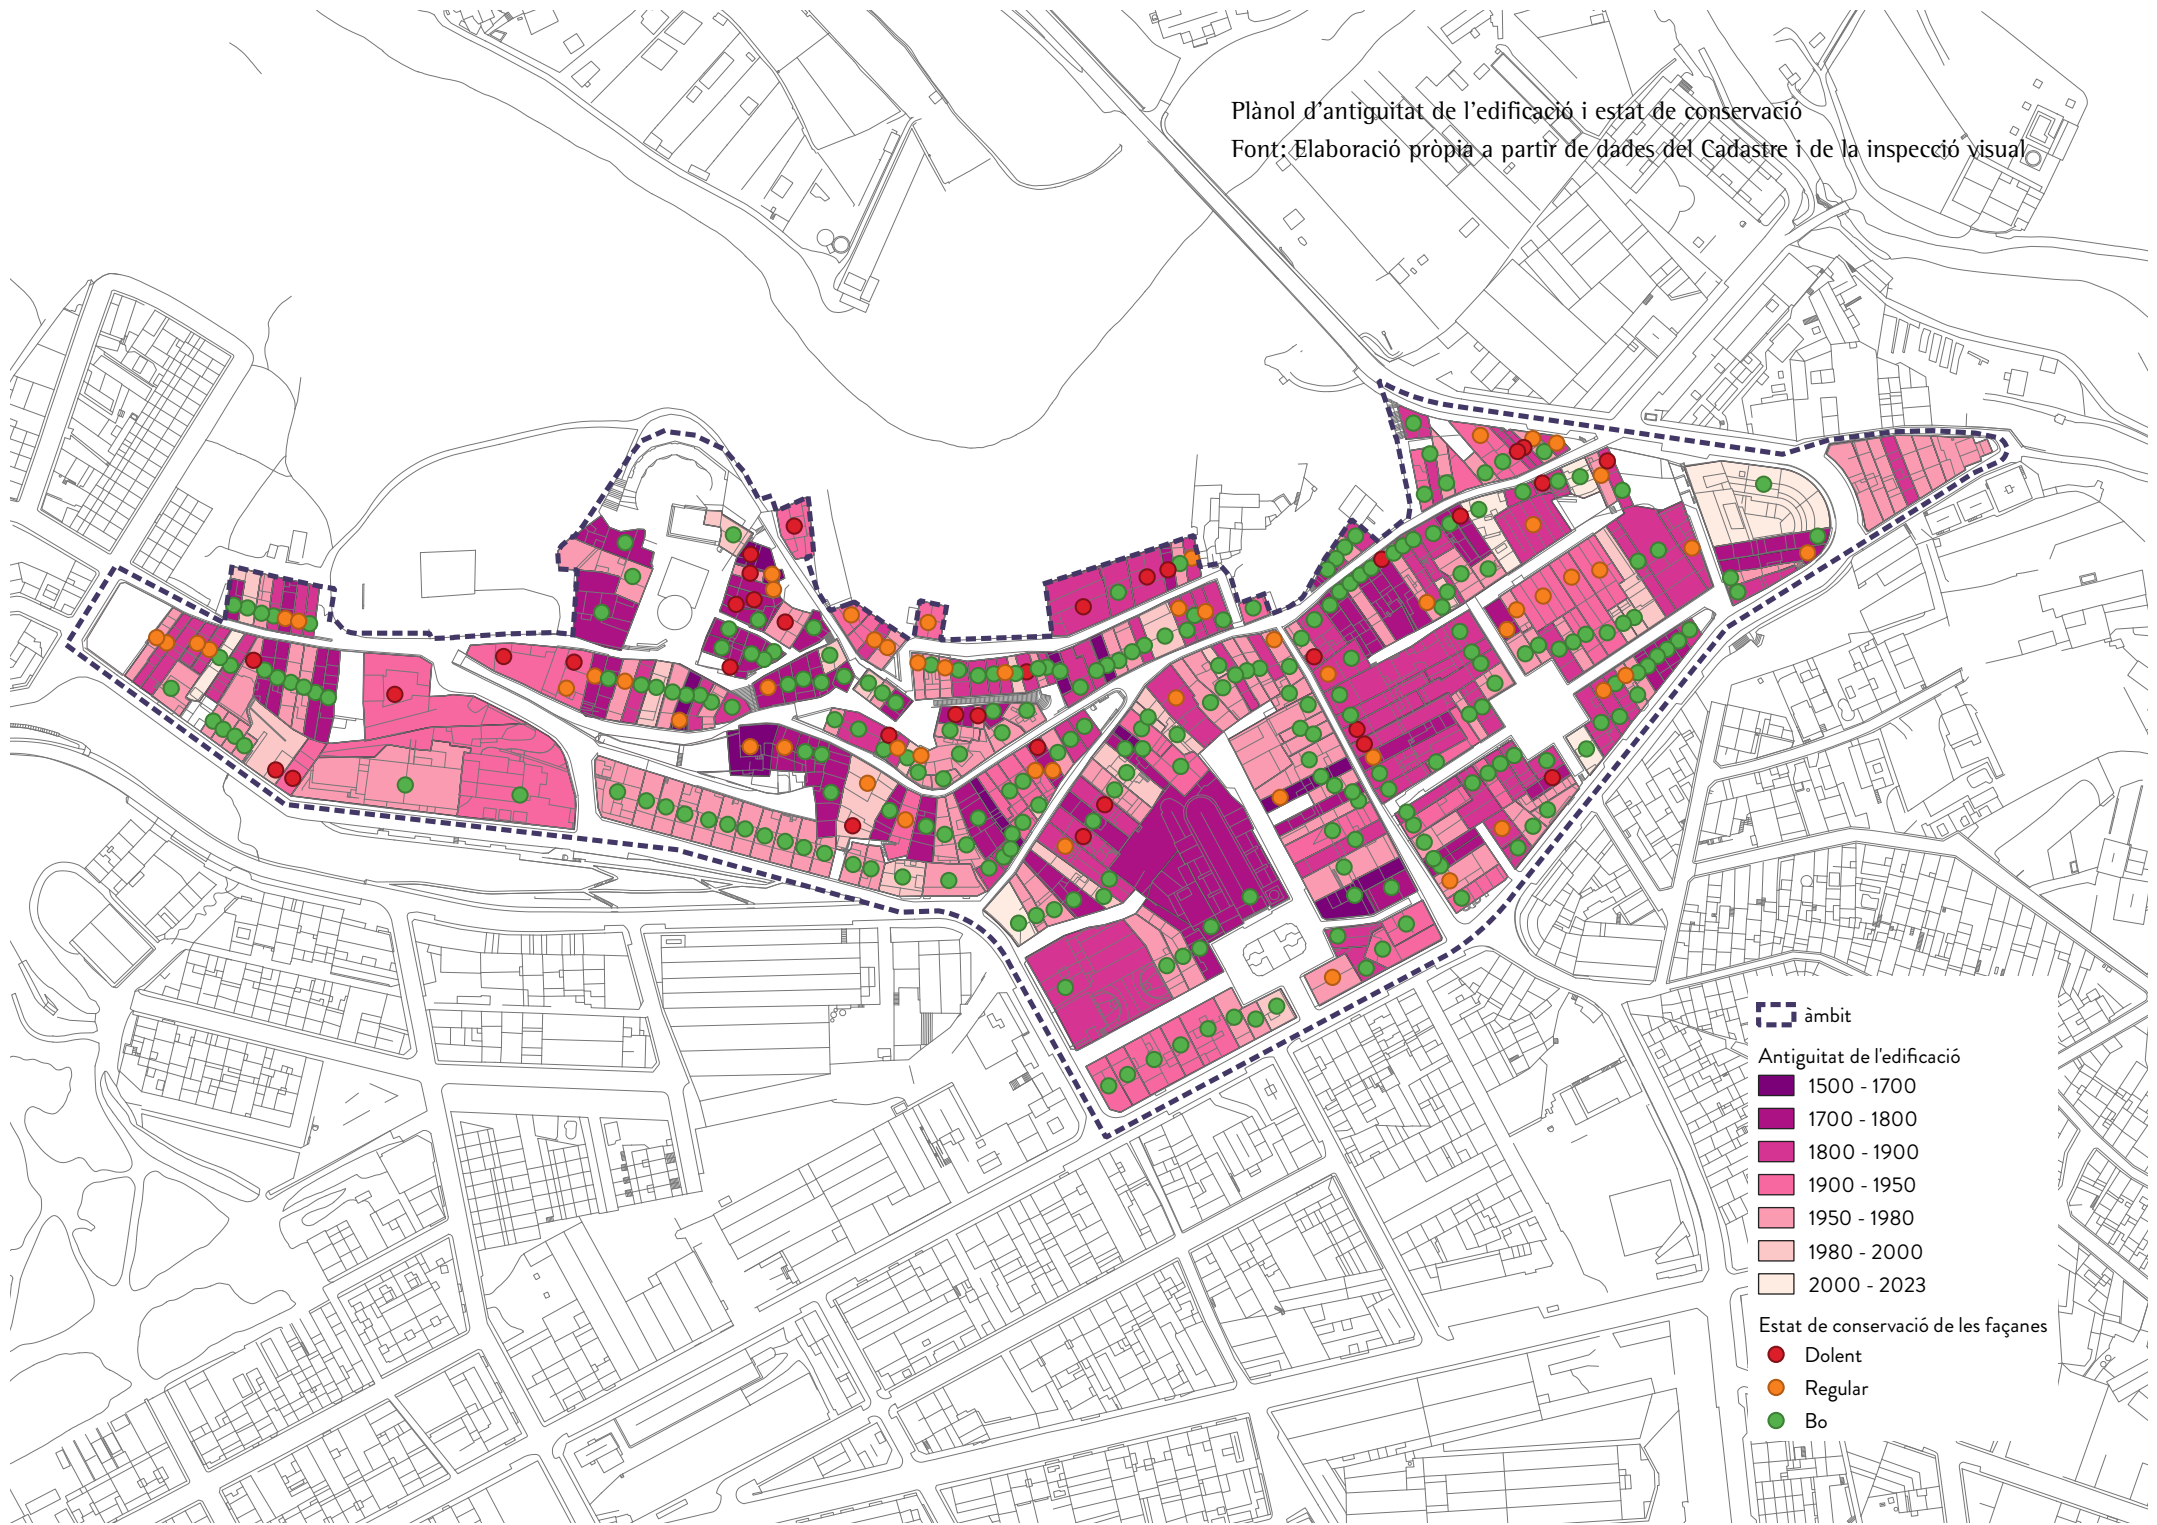 Plànol d'antiguitat de l'edificació i estat de conservació
Font: Elaboració pròpia a partir de dades del Cadastre i de la inspecció visual
àmbit
Antiguitat de l'edificació
1500 - 1700
1700 - 1800
1800 - 1900
1900 - 1950
1950 - 1980
1980 - 2000
2000 - 2023
Estat de conservació de les façanes
Dolent
Regular
Bo